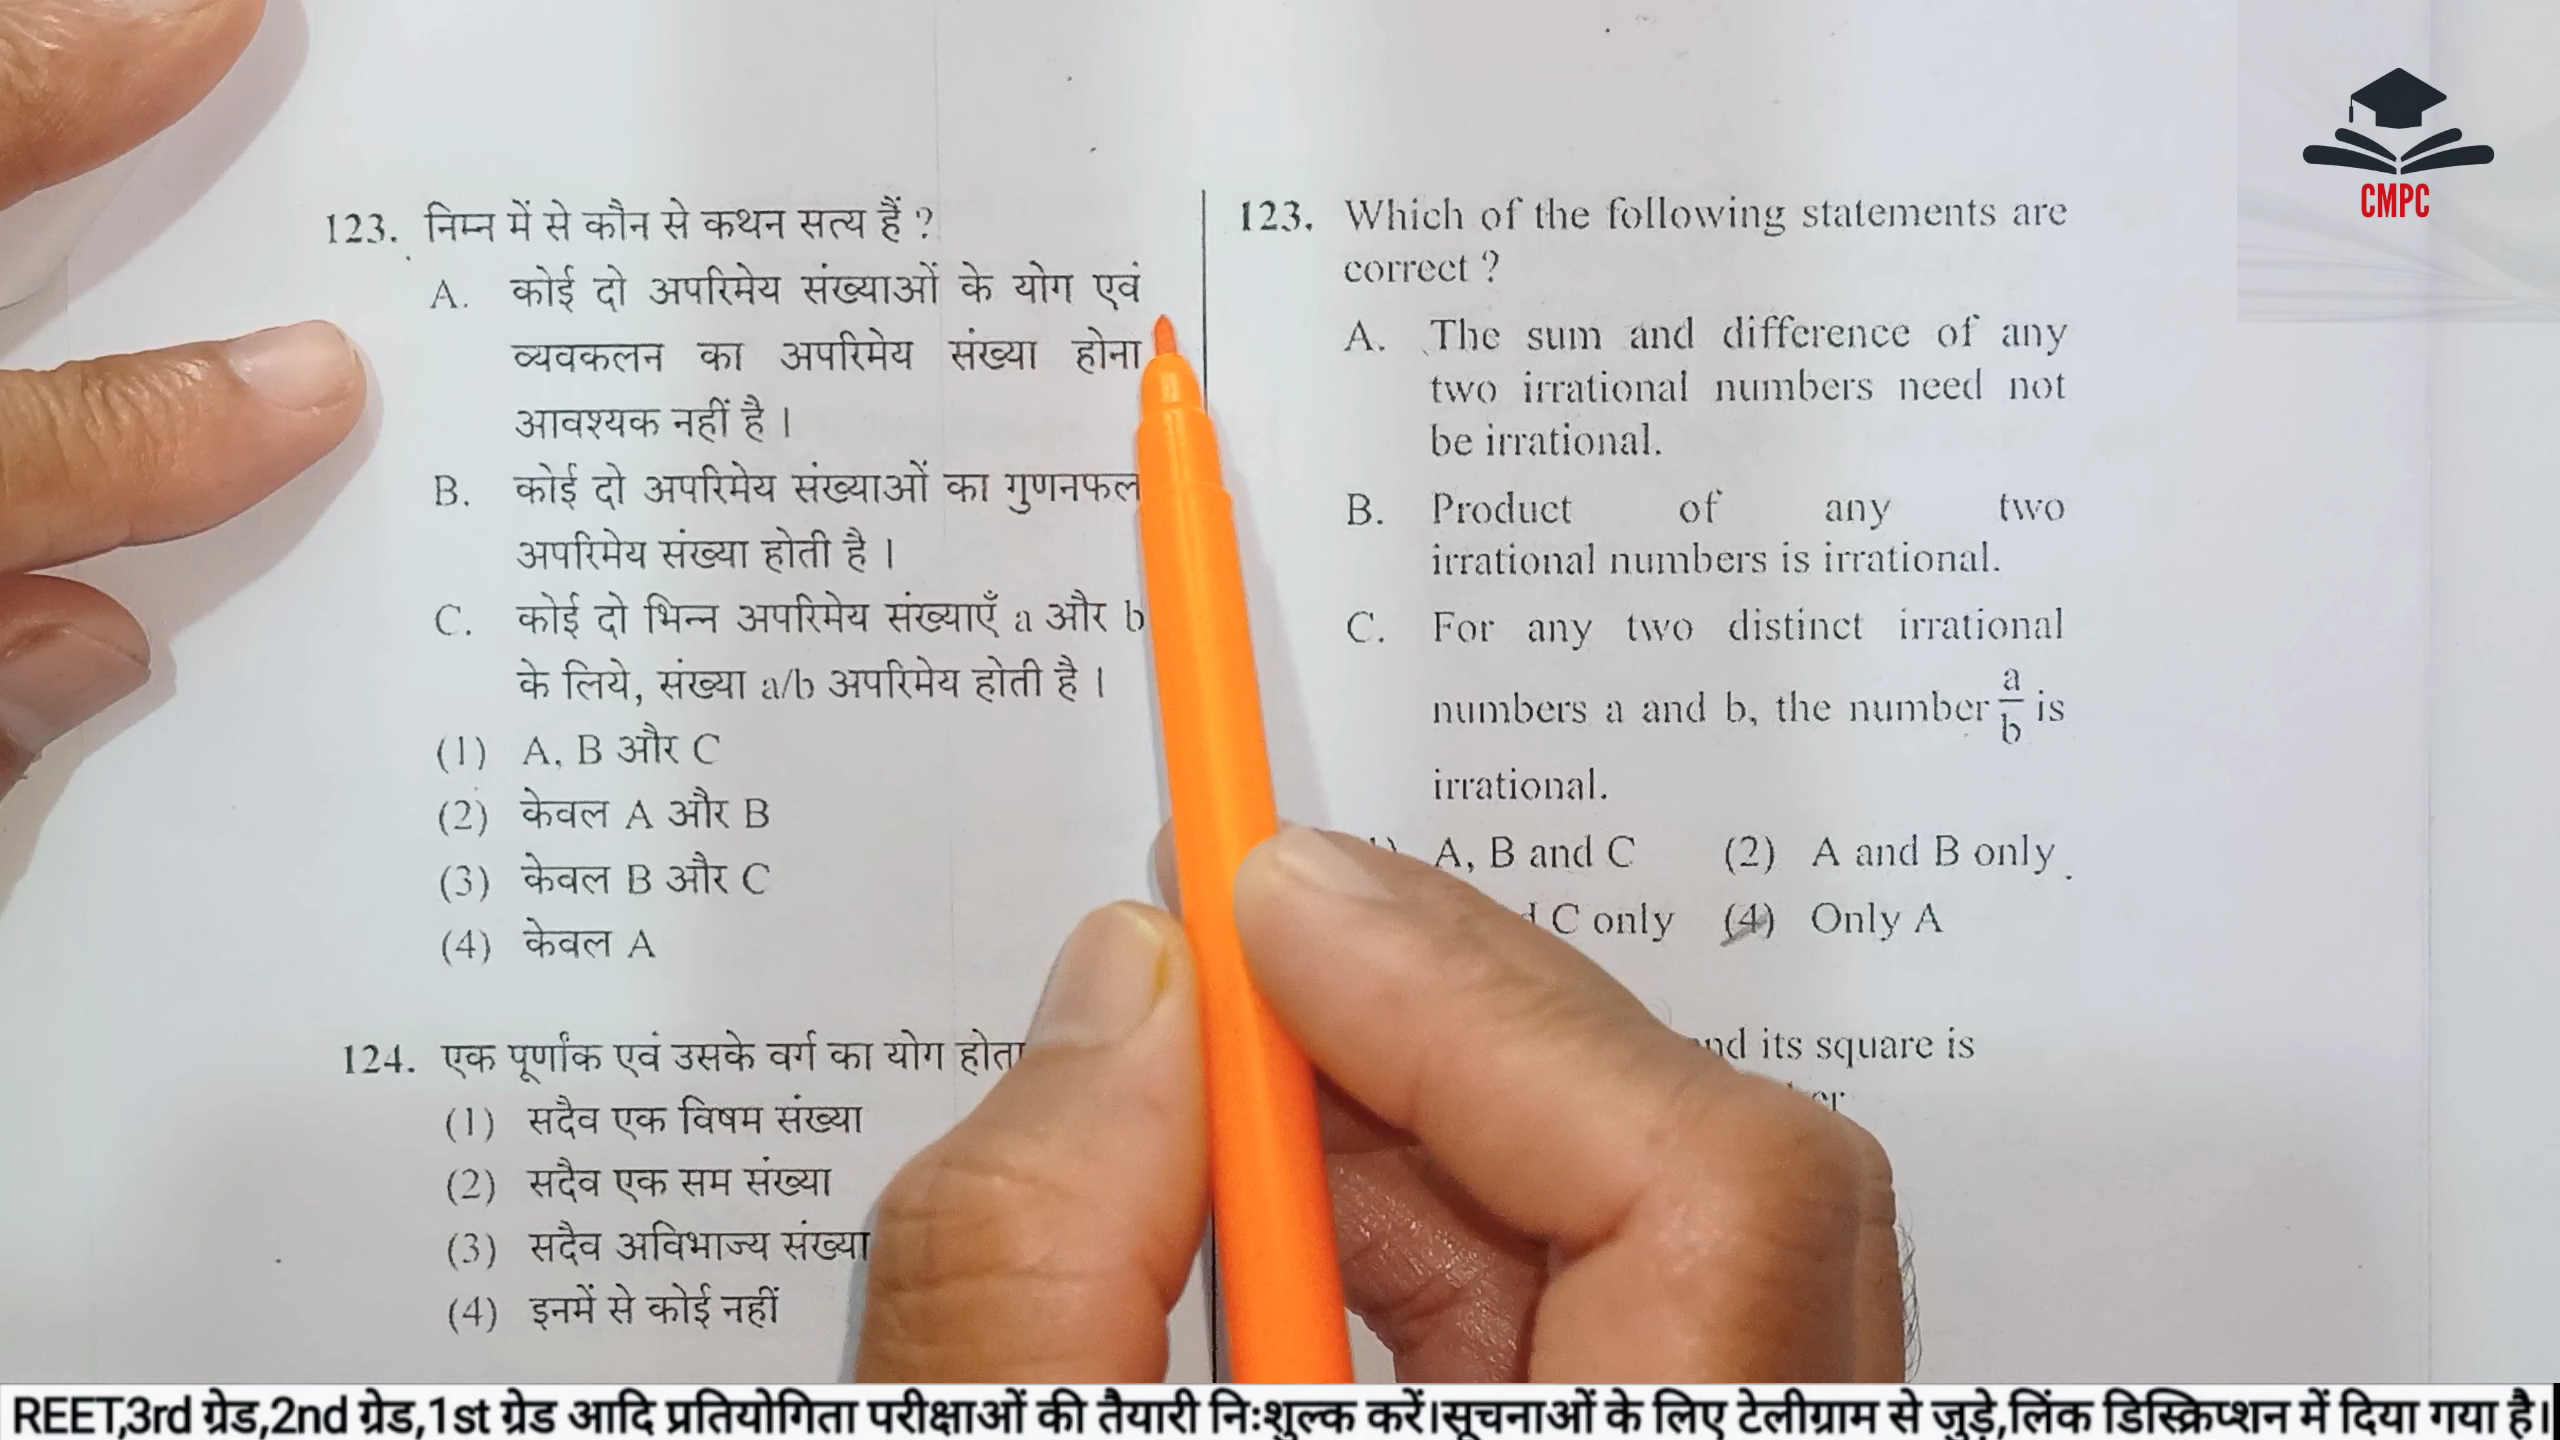 CMPC
123. निम्न में से कौन से कथन सत्य हैं ?
A. कोई दो अपरिमेय संख्याओं के योग एवं
व्यवकलन का अपरिमेय संख्या होना
आवश्यक नहीं है ।
B. कोई दो अपरिमेय संख्याओं का गुणनफल
अपरिमेय संख्या होती है ।
C. कोई दो भिन्न अपरिमेय संख्याएँ a और b
के लिये, संख्या a/b अपरिमेय होती है ।
(1) A, B और C
(2) केवल A और B
(3) केवल B और C
(4) केवल A
124. एक पूर्णांक एवं उसके वर्ग का योग होता
(1) सदैव एक विषम संख्या
(2) सदैव एक सम संख्या
(3) सदैव अविभाज्य संख्या
(4) इनमें से कोई नहीं
123. Which of the following statements are
correct ?
A. The sum and difference of any
two irrational numbers need not
be irrational.
B. Product of any two
irrational numbers is irrational.
C. For any two distinct irrational
numbers a and b, the number a/b is
irrational.
A, B and C (2) A and B only
C only (4) Only A
its square is
REET,3rd ग्रेड,2nd ग्रेड,1st ग्रेड आदि प्रतियोगिता परीक्षाओं की तैयारी निःशुल्क करें।सूचनाओं के लिए टेलीग्राम से जुड़े,लिंक डिस्क्रिप्शन में दिया गया है।